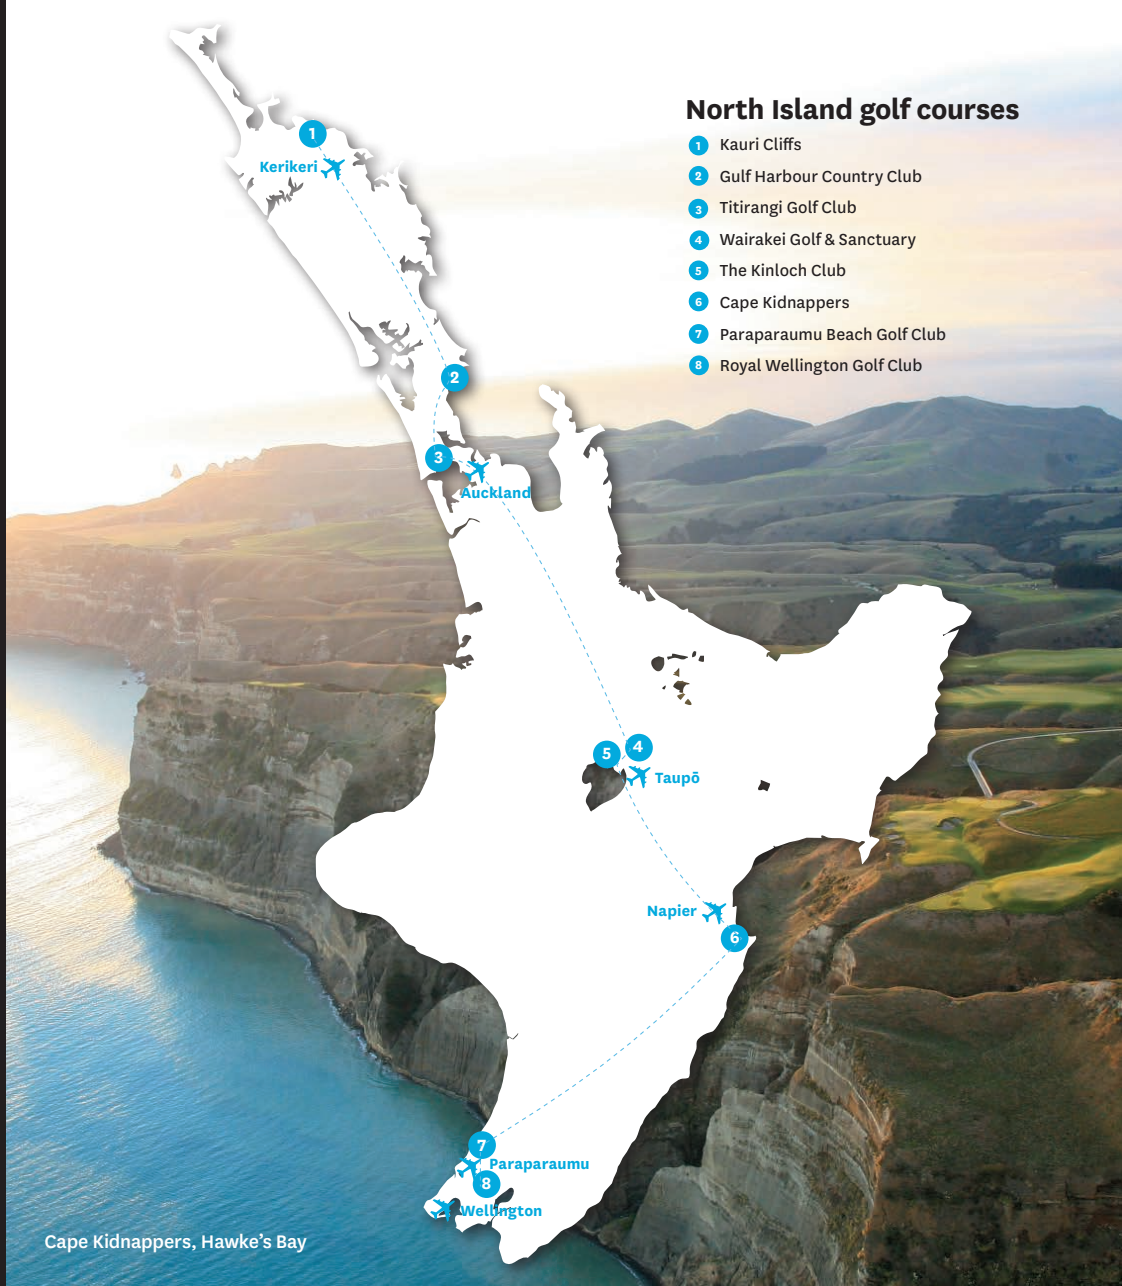 North Island golf courses
1 Kauri Cliffs
2 Gulf Harbour Country Club
3 Titirangi Golf Club
4 Wairakei Golf & Sanctuary
5 The Kinloch Club
6 Cape Kidnappers
7 Paraparaumu Beach Golf Club
8 Royal Wellington Golf Club
1
Kerikeri
2
3
Auckland
5 4
Taupō
Napier
6
7
Paraparaumu
8
Wellington
Cape Kidnappers, Hawke’s Bay